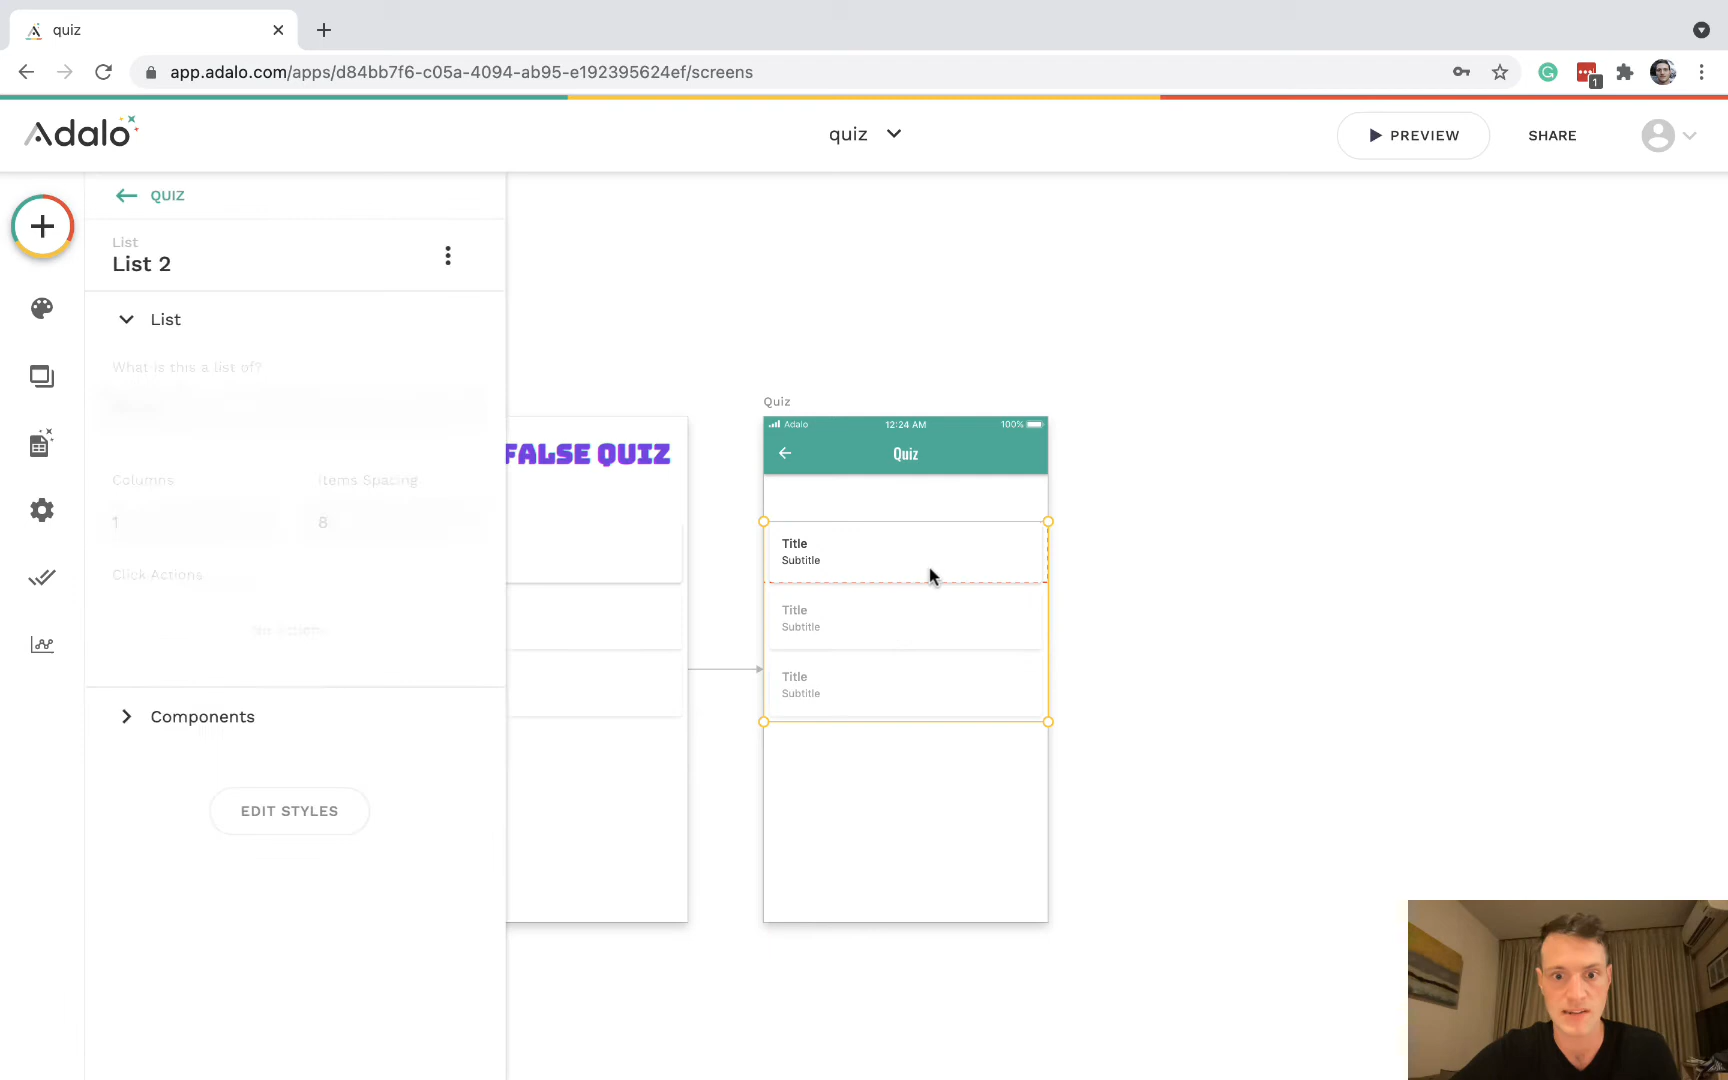 quiz
app.adalo.com/apps/d84bb7f6-c05a-4094-ab95-e192395624ef/screens
1
Adalo
quiz
PREVIEW
SHARE
QUIZ
List
List 2
List
What is this a list of?
Columns
Items Spacing
1
8
Click Actions
Components
EDIT STYLES
FALSE QUIZ
Quiz
Adalo
12:24 AM
100%
Quiz
Title
Subtitle
Title
Subtitle
Title
Subtitle